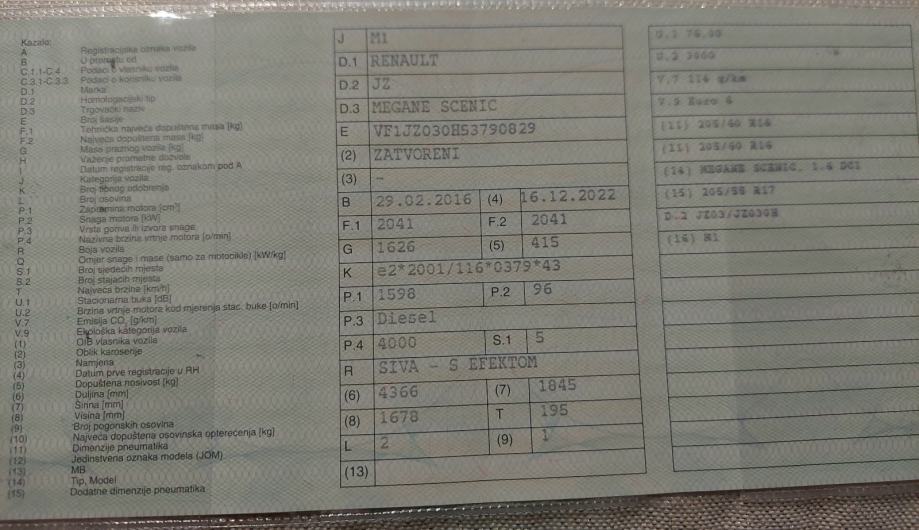 Kazalo:
A Registracijska oznaka vozila
B U prometu od
C.1.1-C.4 Podaci o vlasniku vozila
C.3.1-C.3.3 Podaci o korisniku vozila
D.1 Marka
D.2 Homologacijski tip
D.3 Trgovački naziv
E Broj šasije
F.1 Tehnička najveća dopuštena masa [kg]
F.2 Najveća dopuštena masa [kg]
G Masa praznog vozila [kg]
H Važenje prometne dozvole
I Datum registracije reg. oznakom pod A
J Kategorija vozila
K Broj tipnog odobrenja
L Broj osovina
P.1 Zapremina motora [cm³]
P.2 Snaga motora [kW]
P.3 Vrsta goriva ili izvora snage
P.4 Nazivna brzina vrtnje motora [o/min]
R Boja vozila
Q Omjer snage i mase (samo za motocikle) [kW/kg]
S.1 Broj sjedećih mjesta
S.2 Broj stajaćih mjesta
T Najveća brzina [km/h]
U.1 Stacionarna buka [dB]
U.2 Brzina vrtnje motora kod mjerenja stac. buke [o/min]
V.7 Emisija CO₂ [g/km]
V.9 Ekološka kategorija vozila
(1) OIB vlasnika vozila
(2) Oblik karoserije
(3) Namjena
(4) Datum prve registracije u RH
(5) Dopuštena nosivost [kg]
(6) Duljina [mm]
(7) Širina [mm]
(8) Visina [mm]
(9) Broj pogonskih osovina
(10) Najveća dopuštena osovinska opterećenja [kg]
(11) Dimenzije pneumatika
(12) Jedinstvena oznaka modela (JOM)
(13) MB
(14) Tip, Model
(15) Dodatne dimenzije pneumatika
J M1
D.1 RENAULT
D.2 JZ
D.3 MEGANE SCENIC
E VF1JZ030H53790829
(2) ZATVORENI
(3) –
B 29.02.2016 (4) 16.12.2022
F.1 2041 F.2 2041
G 1626 (5) 415
K e2*2001/116*0379*43
P.1 1598 P.2 96
P.3 Diesel
P.4 4000 S.1 5
R SIVA - S EFEKTOM
(6) 4366 (7) 1845
(8) 1678 T 195
L 2 (9) 1
(13)
U.1 76.00
U.2 3000
V.7 114 g/km
V.9 Euro 6
(11) 205/60 R16
(11) 205/60 R16
(14) MEGANE SCENIC, 1.6 DCI
(15) 205/55 R17
D.2 JZ03/JZ030H
(16) H1